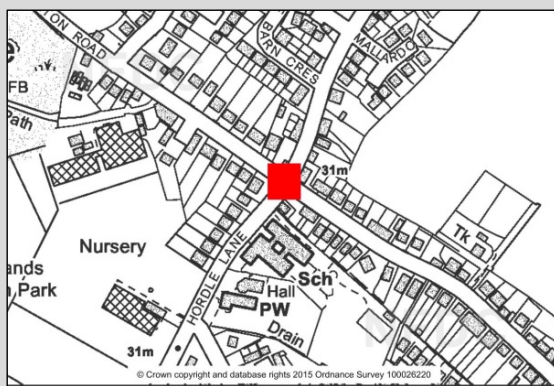 TON ROAD
BARN CRES
MALLARD
FB
Path
31m
Nursery
HORDLE LANE
Sch
Hall
PW
Drain
Tk
ands
Park
31m
© Crown copyright and database rights 2015 Ordnance Survey 100026220